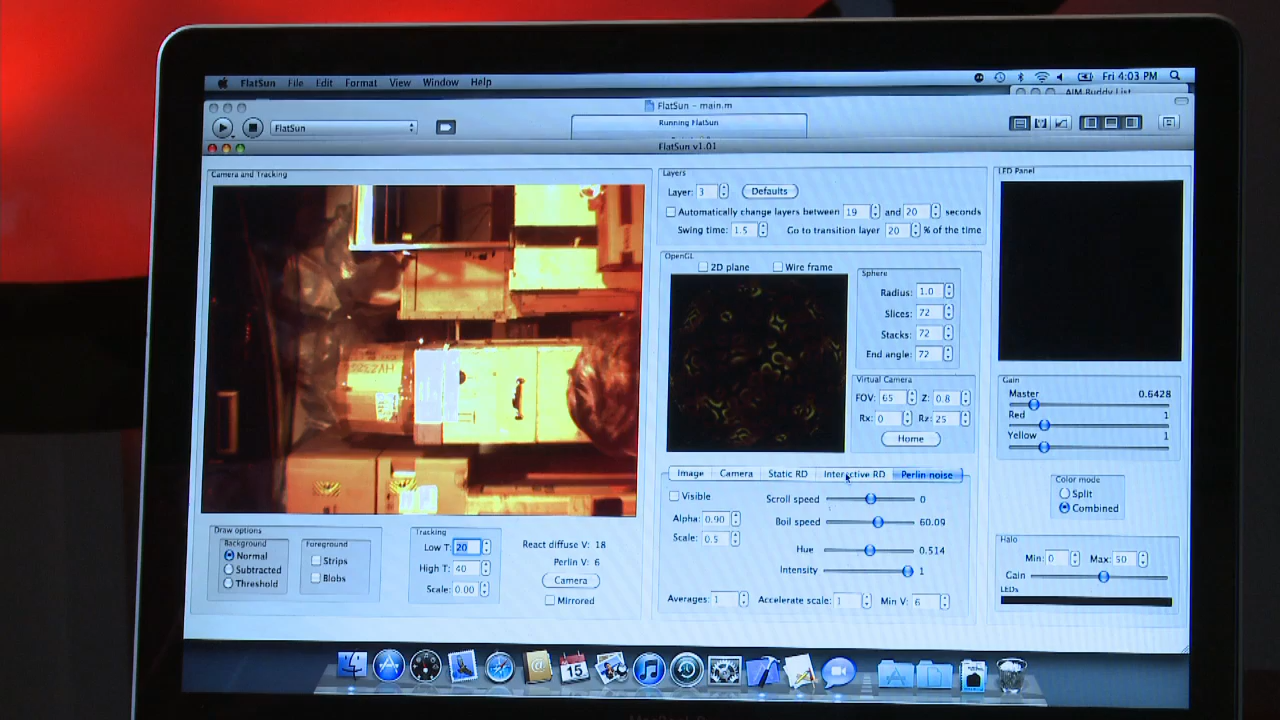 FlatSun File Edit Format View Window Help Fri 4:03 PM
AIM Buddy List
FlatSun - main.m
Running FlatSun
FlatSun
FlatSun v1.01
Camera and Tracking
Layers
Layer: 3 Defaults
Automatically change layers between 19 and 20 seconds
Swing time: 1.5 Go to transition layer 20 % of the time
OpenGL
2D plane Wire frame
Sphere
Radius: 1.0
Slices: 72
Stacks: 72
End angle: 72
Virtual Camera
FOV: 65 Z: 0.8
Rx: 0 Rz: 25
Home
Image Camera Static RD Interactive RD Perlin noise
Visible
Alpha: 0.90
Scale: 0.5
Scroll speed 0
Boil speed 60.09
Hue 0.514
Intensity 1
Averages: 1 Accelerate scale: 1 Min V: 6
LED Panel
Gain
Master 0.6428
Red 1
Yellow 1
Color mode
Split
Combined
Halo
Min: 0 Max: 50
Gain
LEDs
Draw options
Background
Normal
Subtracted
Threshold
Foreground
Strips
Blobs
Tracking
Low T: 20
High T: 40
Scale: 0.00
React diffuse V: 18
Perlin V: 6
Camera
Mirrored
15